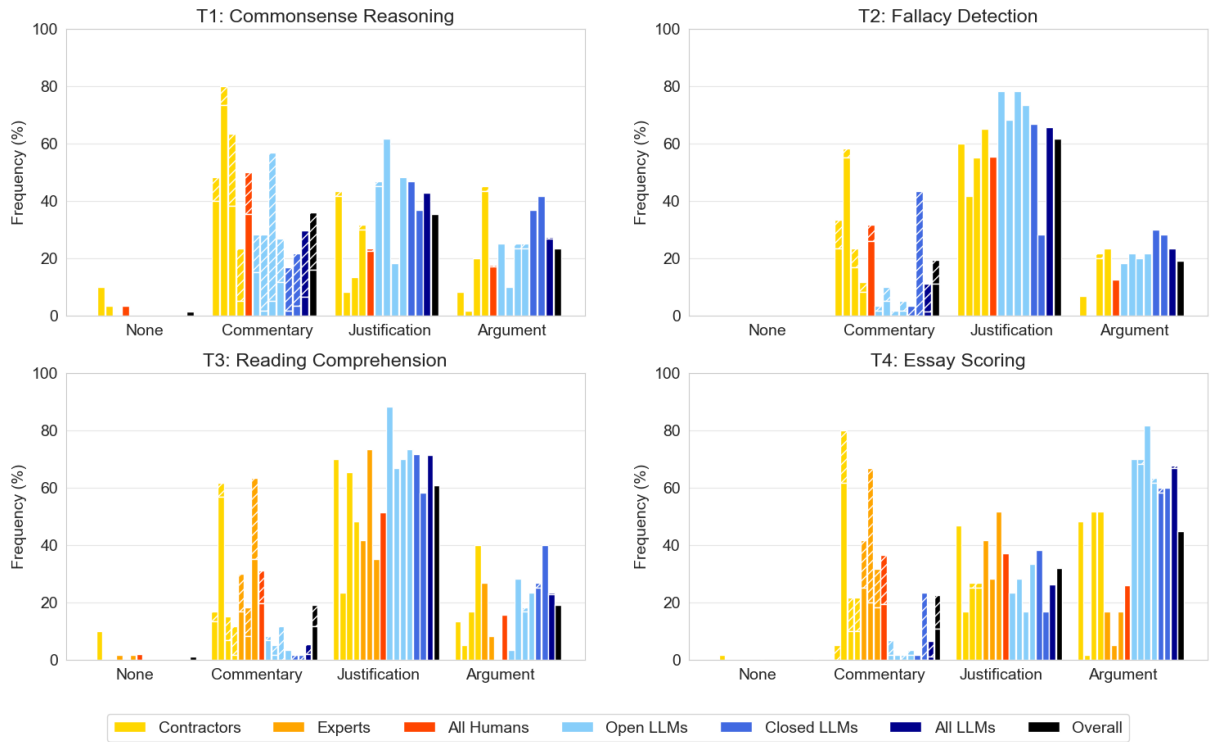 T1: Commonsense Reasoning
100
80
60
40
20
0
Frequency (%)
None Commentary Justification Argument
T2: Fallacy Detection
100
80
60
40
20
0
Frequency (%)
None Commentary Justification Argument
T3: Reading Comprehension
100
80
60
40
20
0
Frequency (%)
None Commentary Justification Argument
T4: Essay Scoring
100
80
60
40
20
0
Frequency (%)
None Commentary Justification Argument
Contractors Experts All Humans Open LLMs Closed LLMs All LLMs Overall